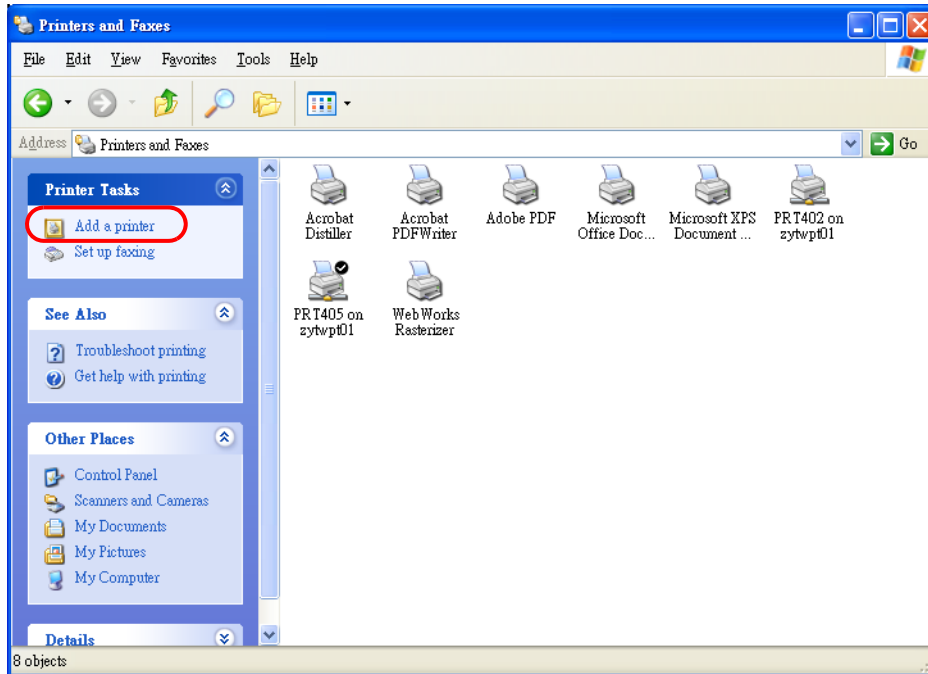 Printers and Faxes
File Edit View Favorites Tools Help
Address Printers and Faxes Go
Printer Tasks
Add a printer
Set up faxing
See Also
Troubleshoot printing
Get help with printing
Other Places
Control Panel
Scanners and Cameras
My Documents
My Pictures
My Computer
Details
Acrobat
Distiller
Acrobat
PDFWriter
Adobe PDF
Microsoft
Office Doc...
Microsoft XPS
Document ...
PRT402 on
zytwpt01
PRT405 on
zytwpt01
WebWorks
Rasterizer
8 objects